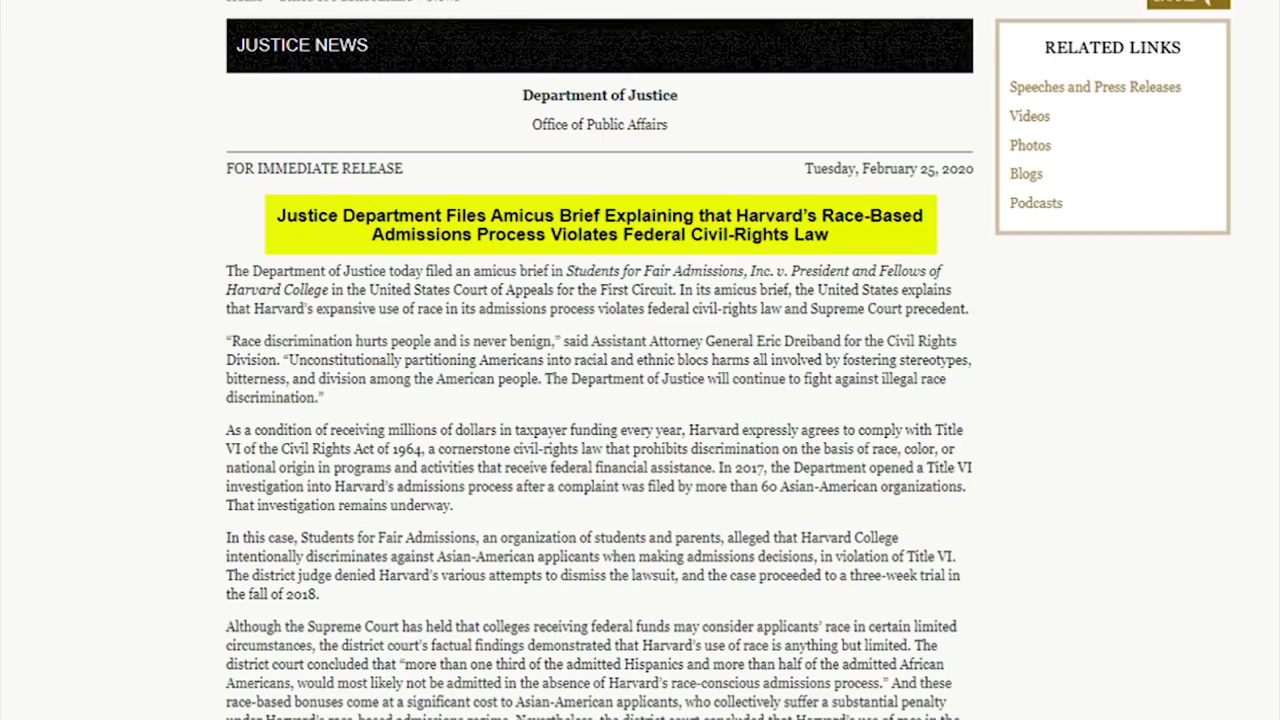 JUSTICE NEWS
Department of Justice
Office of Public Affairs
FOR IMMEDIATE RELEASE Tuesday, February 25, 2020
Justice Department Files Amicus Brief Explaining that Harvard’s Race-Based
Admissions Process Violates Federal Civil-Rights Law
The Department of Justice today filed an amicus brief in Students for Fair Admissions, Inc. v. President and Fellows of
Harvard College in the United States Court of Appeals for the First Circuit. In its amicus brief, the United States explains
that Harvard’s expansive use of race in its admissions process violates federal civil-rights law and Supreme Court precedent.
“Race discrimination hurts people and is never benign,” said Assistant Attorney General Eric Dreiband for the Civil Rights
Division. “Unconstitutionally partitioning Americans into racial and ethnic blocs harms all involved by fostering stereotypes,
bitterness, and division among the American people. The Department of Justice will continue to fight against illegal race
discrimination.”
As a condition of receiving millions of dollars in taxpayer funding every year, Harvard expressly agrees to comply with Title
VI of the Civil Rights Act of 1964, a cornerstone civil-rights law that prohibits discrimination on the basis of race, color, or
national origin in programs and activities that receive federal financial assistance. In 2017, the Department opened a Title VI
investigation into Harvard’s admissions process after a complaint was filed by more than 60 Asian-American organizations.
That investigation remains underway.
In this case, Students for Fair Admissions, an organization of students and parents, alleged that Harvard College
intentionally discriminates against Asian-American applicants when making admissions decisions, in violation of Title VI.
The district judge denied Harvard’s various attempts to dismiss the lawsuit, and the case proceeded to a three-week trial in
the fall of 2018.
Although the Supreme Court has held that colleges receiving federal funds may consider applicants’ race in certain limited
circumstances, the district court’s factual findings demonstrated that Harvard’s use of race is anything but limited. The
district court concluded that “more than one third of the admitted Hispanics and more than half of the admitted African
Americans, would most likely not be admitted in the absence of Harvard’s race-conscious admissions process.” And these
race-based bonuses come at a significant cost to Asian-American applicants, who collectively suffer a substantial penalty
under Harvard’s race-based admissions regime. Nevertheless, the district court concluded that Harvard’s use of race in the
RELATED LINKS
Speeches and Press Releases
Videos
Photos
Blogs
Podcasts